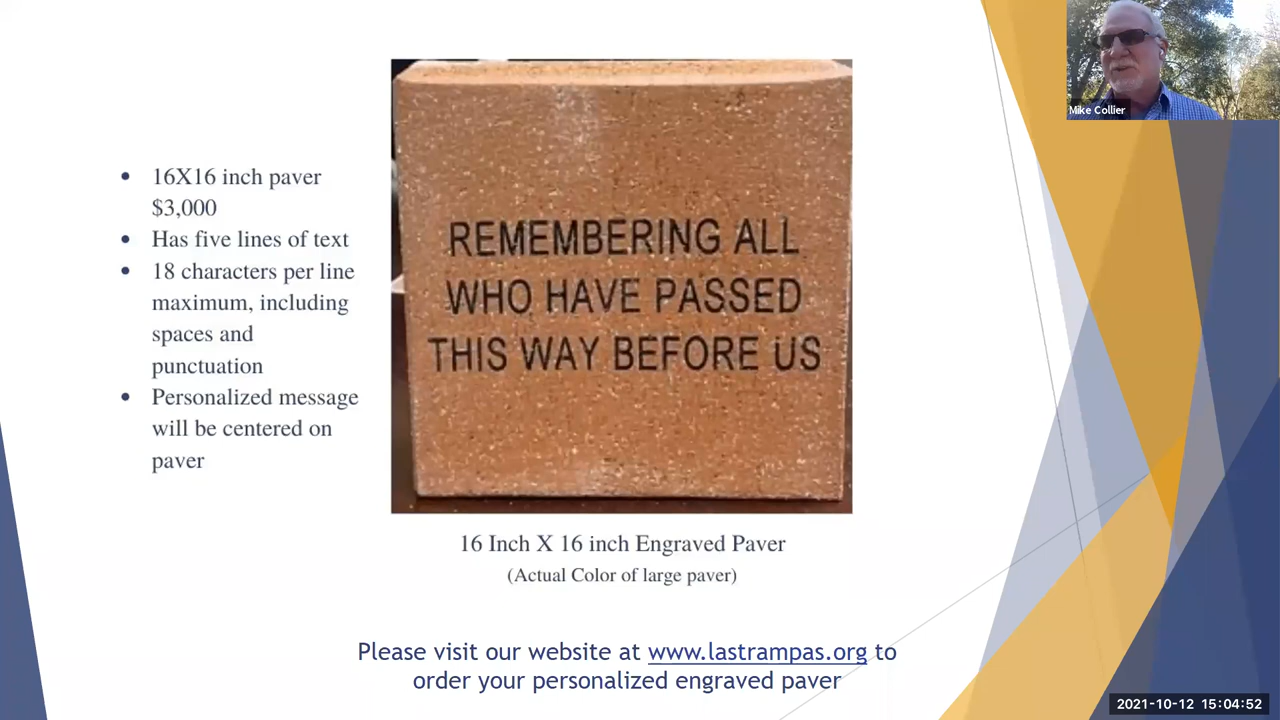 16X16 inch paver
$3,000
Has five lines of text
18 characters per line
maximum, including
spaces and
punctuation
Personalized message
will be centered on
paver
REMEMBERING ALL
WHO HAVE PASSED
THIS WAY BEFORE US
16 Inch X 16 inch Engraved Paver
(Actual Color of large paver)
Please visit our website at www.lastrampas.org to
order your personalized engraved paver
Mike Collier
2021-10-12 15:04:52